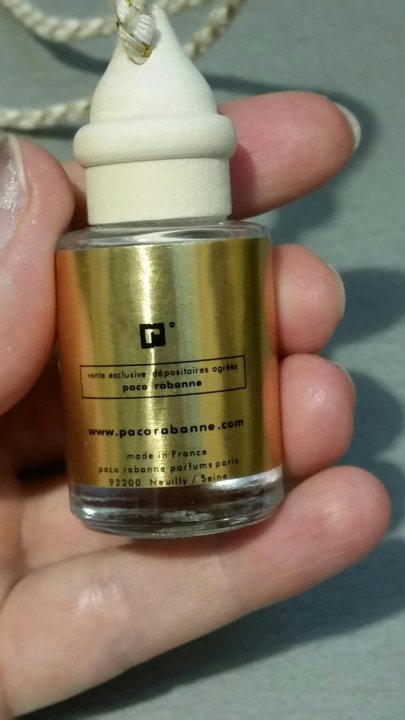 r®
vente exclusive dépositaires agréés
paco rabanne
www.pacorabanne.com
made in France
paco rabanne parfums paris
92200 Neuilly / Seine